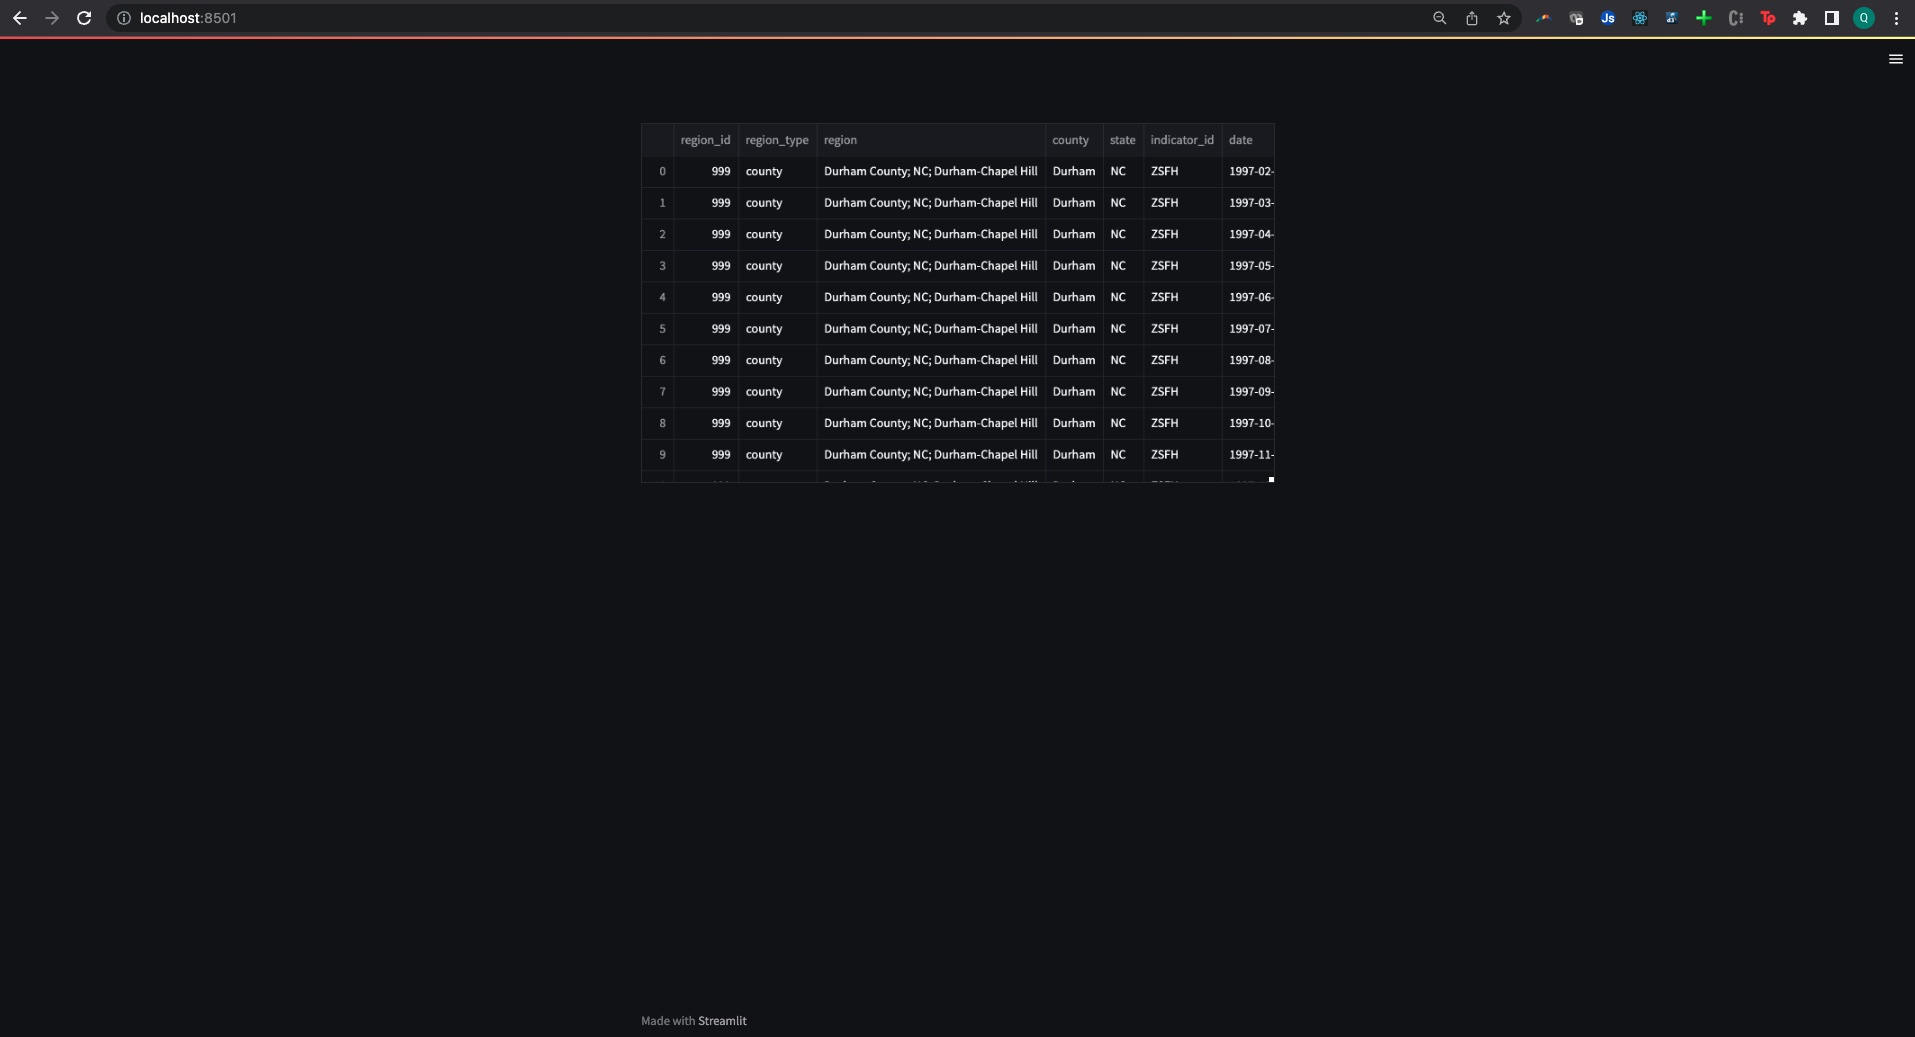 localhost:8501
Js
Tp
Q
region_id region_type region county state indicator_id date
0 999 county Durham County; NC; Durham-Chapel Hill Durham NC ZSFH 1997-02-
1 999 county Durham County; NC; Durham-Chapel Hill Durham NC ZSFH 1997-03-
2 999 county Durham County; NC; Durham-Chapel Hill Durham NC ZSFH 1997-04-
3 999 county Durham County; NC; Durham-Chapel Hill Durham NC ZSFH 1997-05-
4 999 county Durham County; NC; Durham-Chapel Hill Durham NC ZSFH 1997-06-
5 999 county Durham County; NC; Durham-Chapel Hill Durham NC ZSFH 1997-07-
6 999 county Durham County; NC; Durham-Chapel Hill Durham NC ZSFH 1997-08-
7 999 county Durham County; NC; Durham-Chapel Hill Durham NC ZSFH 1997-09-
8 999 county Durham County; NC; Durham-Chapel Hill Durham NC ZSFH 1997-10-
9 999 county Durham County; NC; Durham-Chapel Hill Durham NC ZSFH 1997-11-
Made with Streamlit